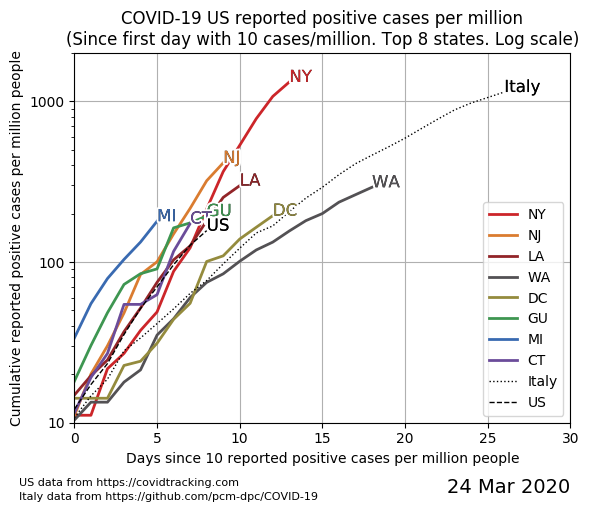 COVID-19 US reported positive cases per million
(Since first day with 10 cases/million. Top 8 states. Log scale)
Cumulative reported positive cases per million people
1000
100
10
NY
Italy
NJ
LA
WA
MI
CT
GU
DC
US
NY
NJ
LA
WA
DC
GU
MI
CT
Italy
US
0
5
10
15
20
25
30
Days since 10 reported positive cases per million people
US data from https://covidtracking.com
Italy data from https://github.com/pcm-dpc/COVID-19
24 Mar 2020